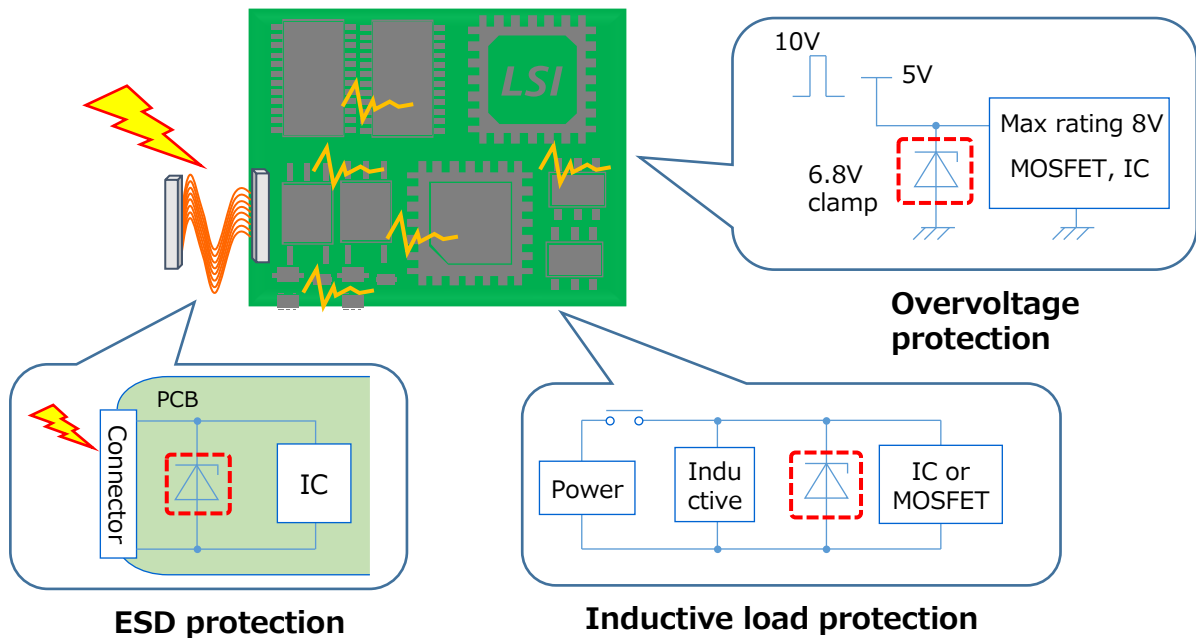 LSI
10V
5V
Max rating 8V
MOSFET, IC
6.8V
clamp
Overvoltage
protection
PCB
Connector
IC
ESD protection
Power
Indu
ctive
IC or
MOSFET
Inductive load protection